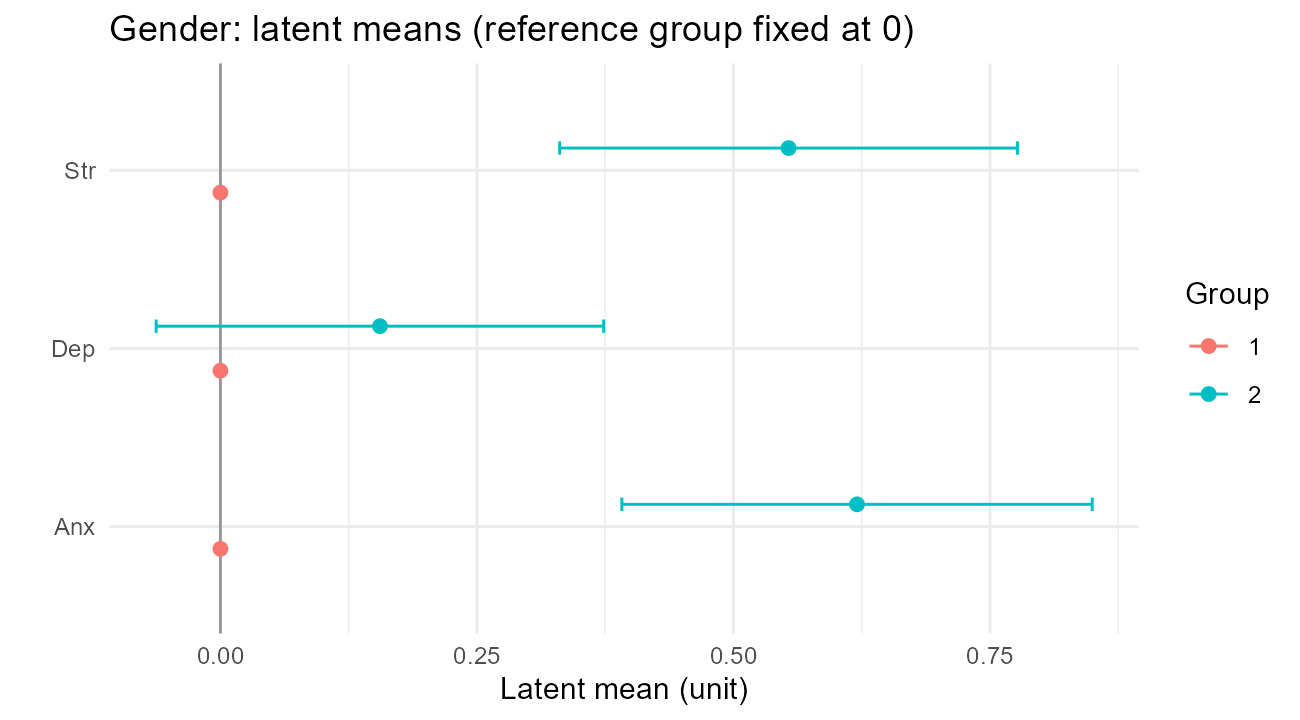 Gender: latent means (reference group fixed at 0)
Str
Dep
Anx
0.00 0.25 0.50 0.75
Latent mean (unit)
Group
1
2